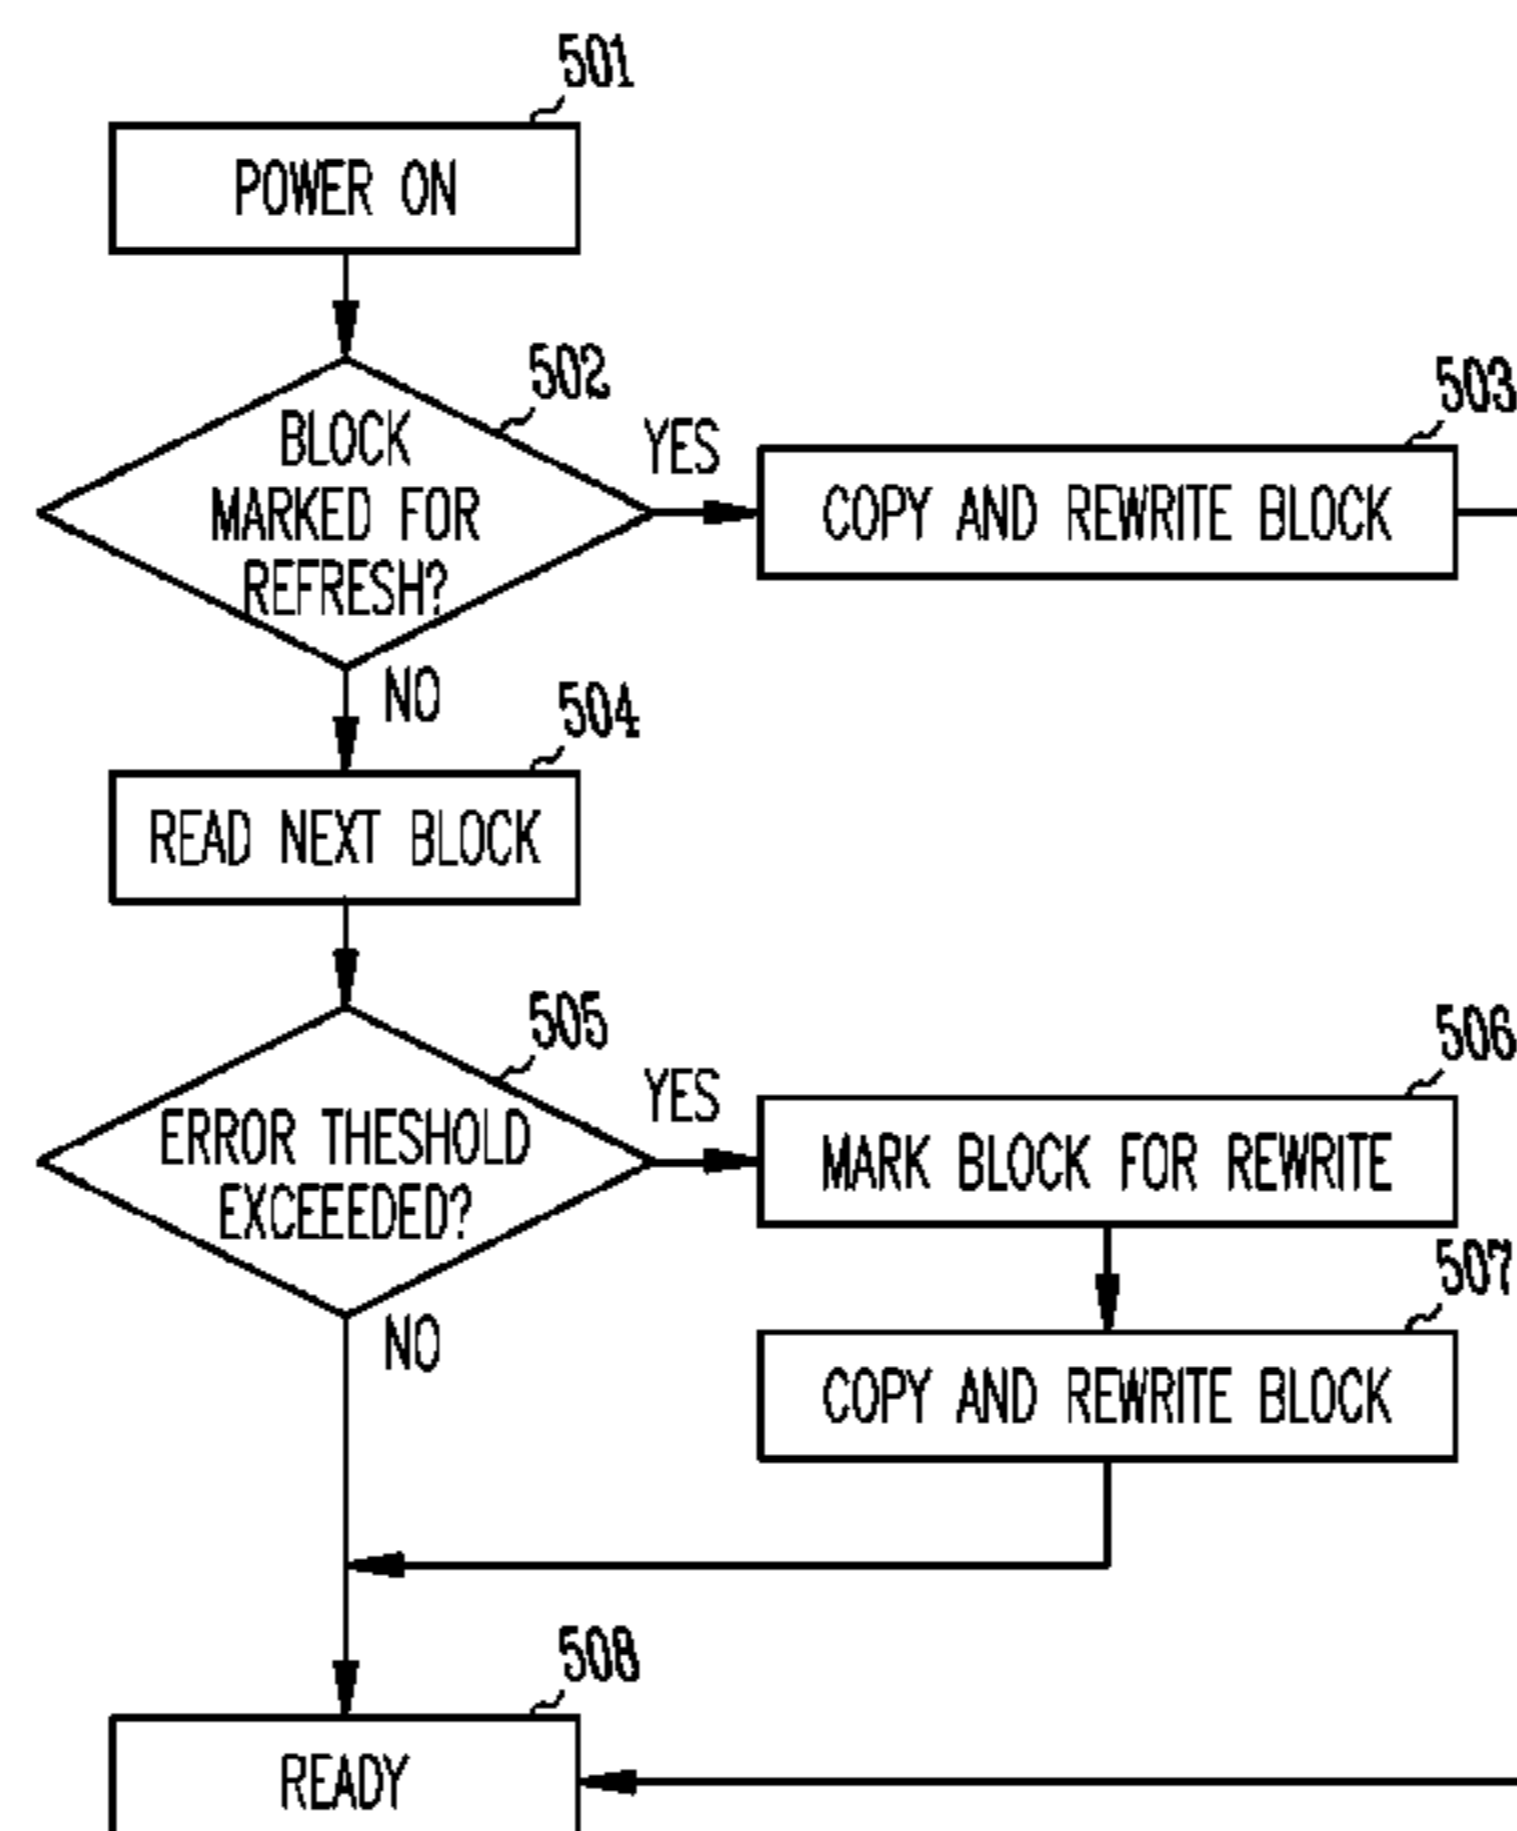 501
POWER ON
502
BLOCK
MARKED FOR
REFRESH?
YES
503
COPY AND REWRITE BLOCK
NO
504
READ NEXT BLOCK
505
ERROR THESHOLD
EXCEEEDED?
YES
506
MARK BLOCK FOR REWRITE
507
COPY AND REWRITE BLOCK
NO
508
READY